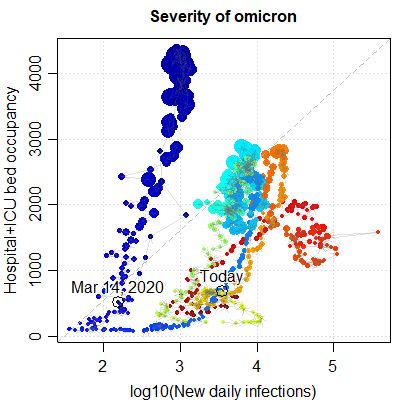 Severity of omicron
Hospital+ICU bed occupancy
4000
3000
2000
1000
0
Mar 14, 2020
Today
2 3 4 5
log10(New daily infections)